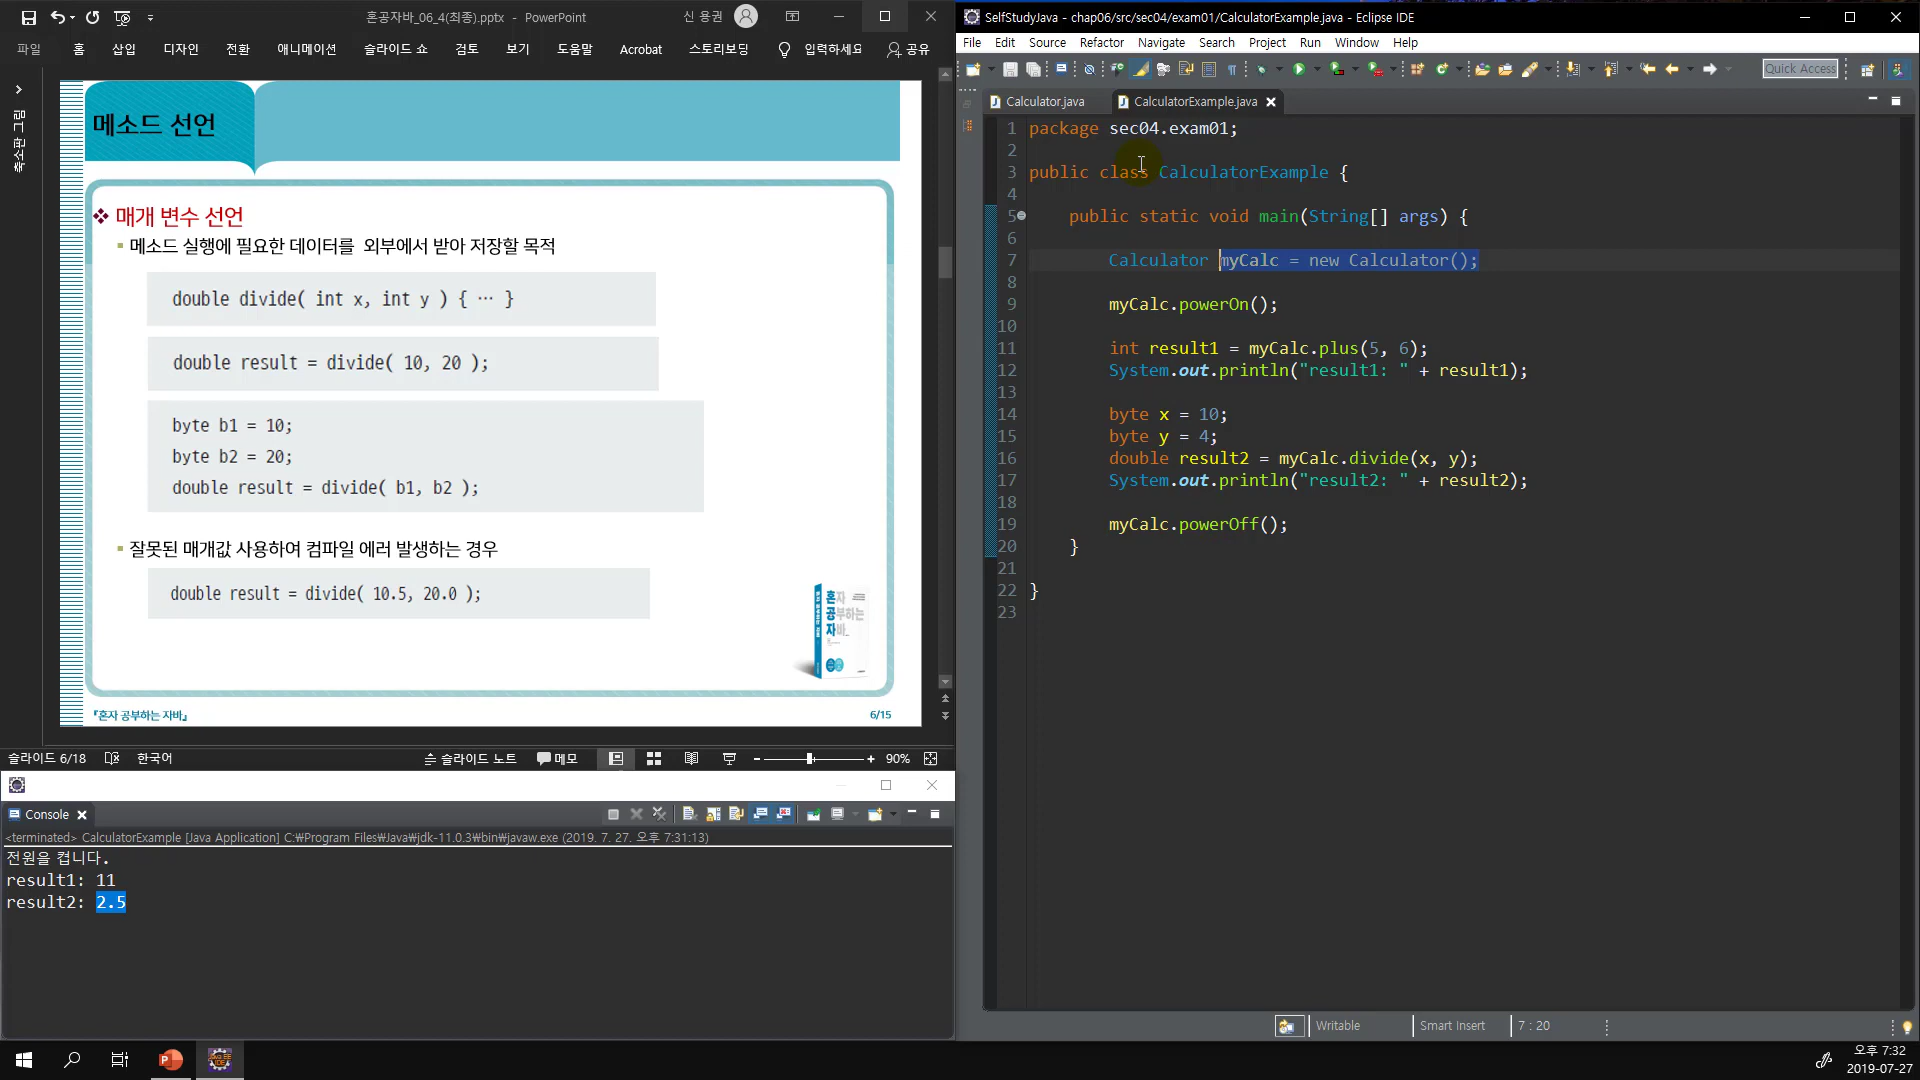 혼공자바_06_4(최종).pptx - PowerPoint
신 용권
파일 홈 삽입 디자인 전환 애니메이션 슬라이드 쇼 검토 보기 도움말 Acrobat 스토리보딩 입력하세요 공유
축소판 그림
메소드 선언
매개 변수 선언
메소드 실행에 필요한 데이터를 외부에서 받아 저장할 목적
double divide( int x, int y ) { ··· }
double result = divide( 10, 20 );
byte b1 = 10;
byte b2 = 20;
double result = divide( b1, b2 );
잘못된 매개값 사용하여 컴파일 에러 발생하는 경우
double result = divide( 10.5, 20.0 );
혼자
공부하는
자바
『혼자 공부하는 자바』
6/15
슬라이드 6/18 한국어 슬라이드 노트 메모 90%
Console
<terminated> CalculatorExample [Java Application] C:₩Program Files₩Java₩jdk-11.0.3₩bin₩javaw.exe (2019. 7. 27. 오후 7:31:13)
전원을 켭니다.
result1: 11
result2: 2.5
SelfStudyJava - chap06/src/sec04/exam01/CalculatorExample.java - Eclipse IDE
File Edit Source Refactor Navigate Search Project Run Window Help
Quick Access
Calculator.java CalculatorExample.java
1 package sec04.exam01;
2
3 public class CalculatorExample {
4
5 public static void main(String[] args) {
6
7 Calculator myCalc = new Calculator();
8
9 myCalc.powerOn();
10
11 int result1 = myCalc.plus(5, 6);
12 System.out.println("result1: " + result1);
13
14 byte x = 10;
15 byte y = 4;
16 double result2 = myCalc.divide(x, y);
17 System.out.println("result2: " + result2);
18
19 myCalc.powerOff();
20 }
21
22 }
23
Writable Smart Insert 7 : 20
오후 7:32
2019-07-27